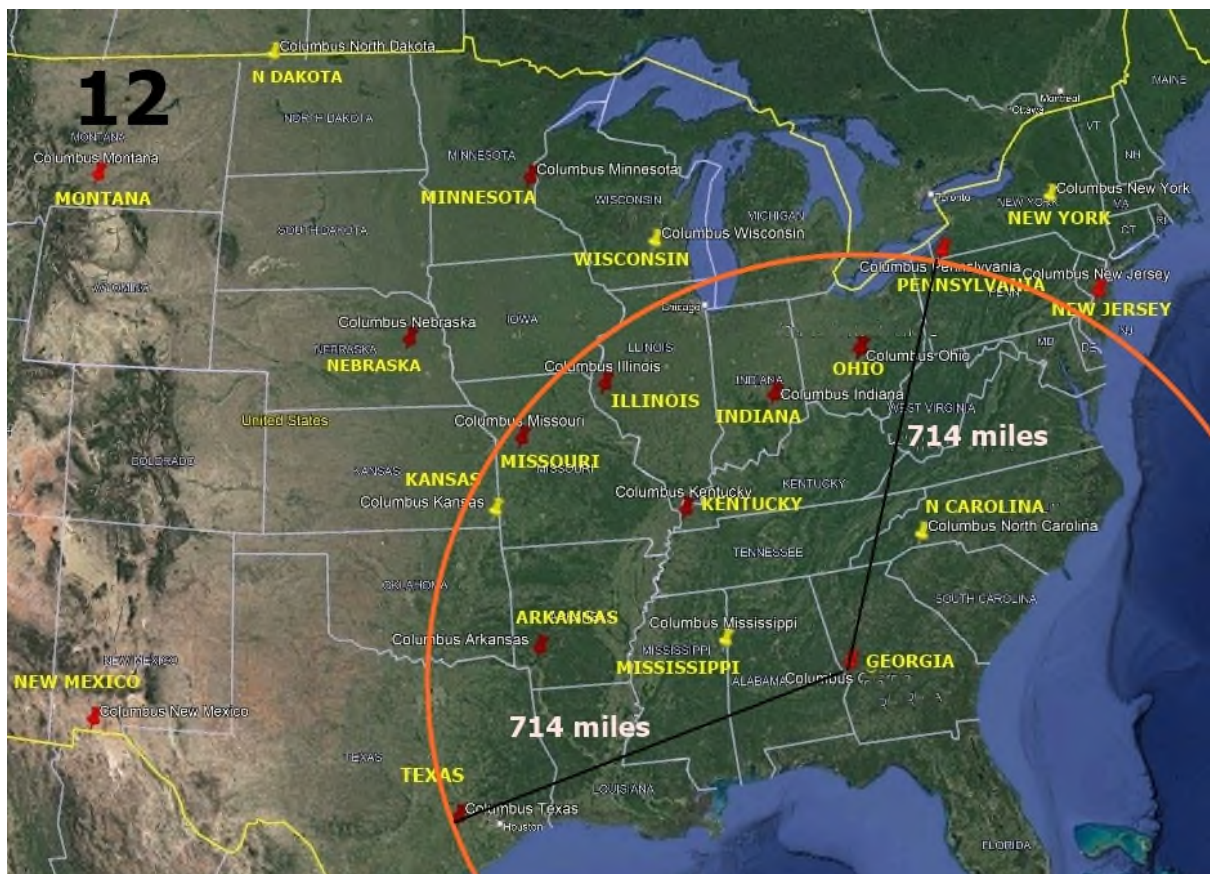 Columbus North Dakota
N DAKOTA
12
MAINE
Montreal
Ottawa
NORTH DAKOTA
VT
MONTANA
Columbus Montana
MONTANA
MINNESOTA
Columbus Minnesota
MINNESOTA
NH
WISCONSIN
Toronto
NEW YORK
Columbus New York
NEW YORK
MA
CT
RI
MICHIGAN
SOUTH DAKOTA
Columbus Wisconsin
WISCONSIN
Columbus Pennsylvania
PENNSYLVANIA
PENN
Columbus New Jersey
NEW JERSEY
NJ
WYOMING
Chicago
IOWA
Columbus Nebraska
NEBRASKA
NEBRASKA
ILLINOIS
Columbus Illinois
ILLINOIS
MD
DE
Columbus Ohio
OHIO
INDIANA
Columbus Indiana
INDIANA
WEST VIRGINIA
714 miles
United States
Columbus Missouri
MISSOURI
MISSOURI
COLORADO
KANSAS
KANSAS
Columbus Kansas
Columbus Kentucky
KENTUCKY
KENTUCKY
N CAROLINA
Columbus North Carolina
TENNESSEE
OKLAHOMA
SOUTH CAROLINA
ARKANSAS
Columbus Arkansas
Columbus Mississippi
MISSISSIPPI
MISSISSIPPI
ALABAMA
GEORGIA
Columbus
NEW MEXICO
NEW MEXICO
Columbus New Mexico
714 miles
TEXAS
TEXAS
Columbus Texas
Houston
LOUISIANA
FLORIDA